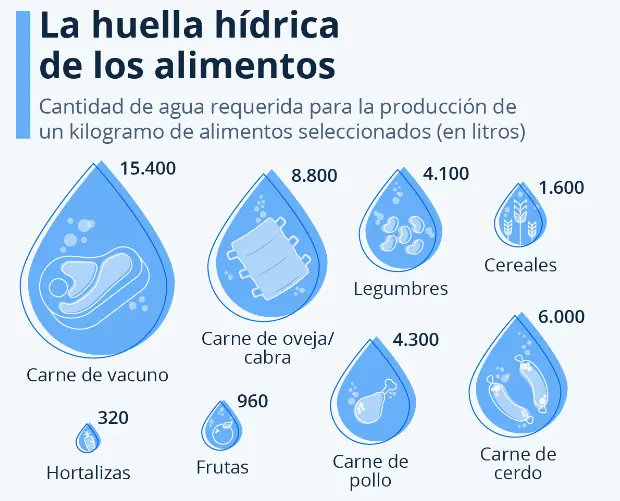 La huella hídrica
de los alimentos
Cantidad de agua requerida para la producción de
un kilogramo de alimentos seleccionados (en litros)
15.400
Carne de vacuno
8.800
Carne de oveja/
cabra
4.100
Legumbres
1.600
Cereales
320
Hortalizas
960
Frutas
4.300
Carne de
pollo
6.000
Carne de
cerdo